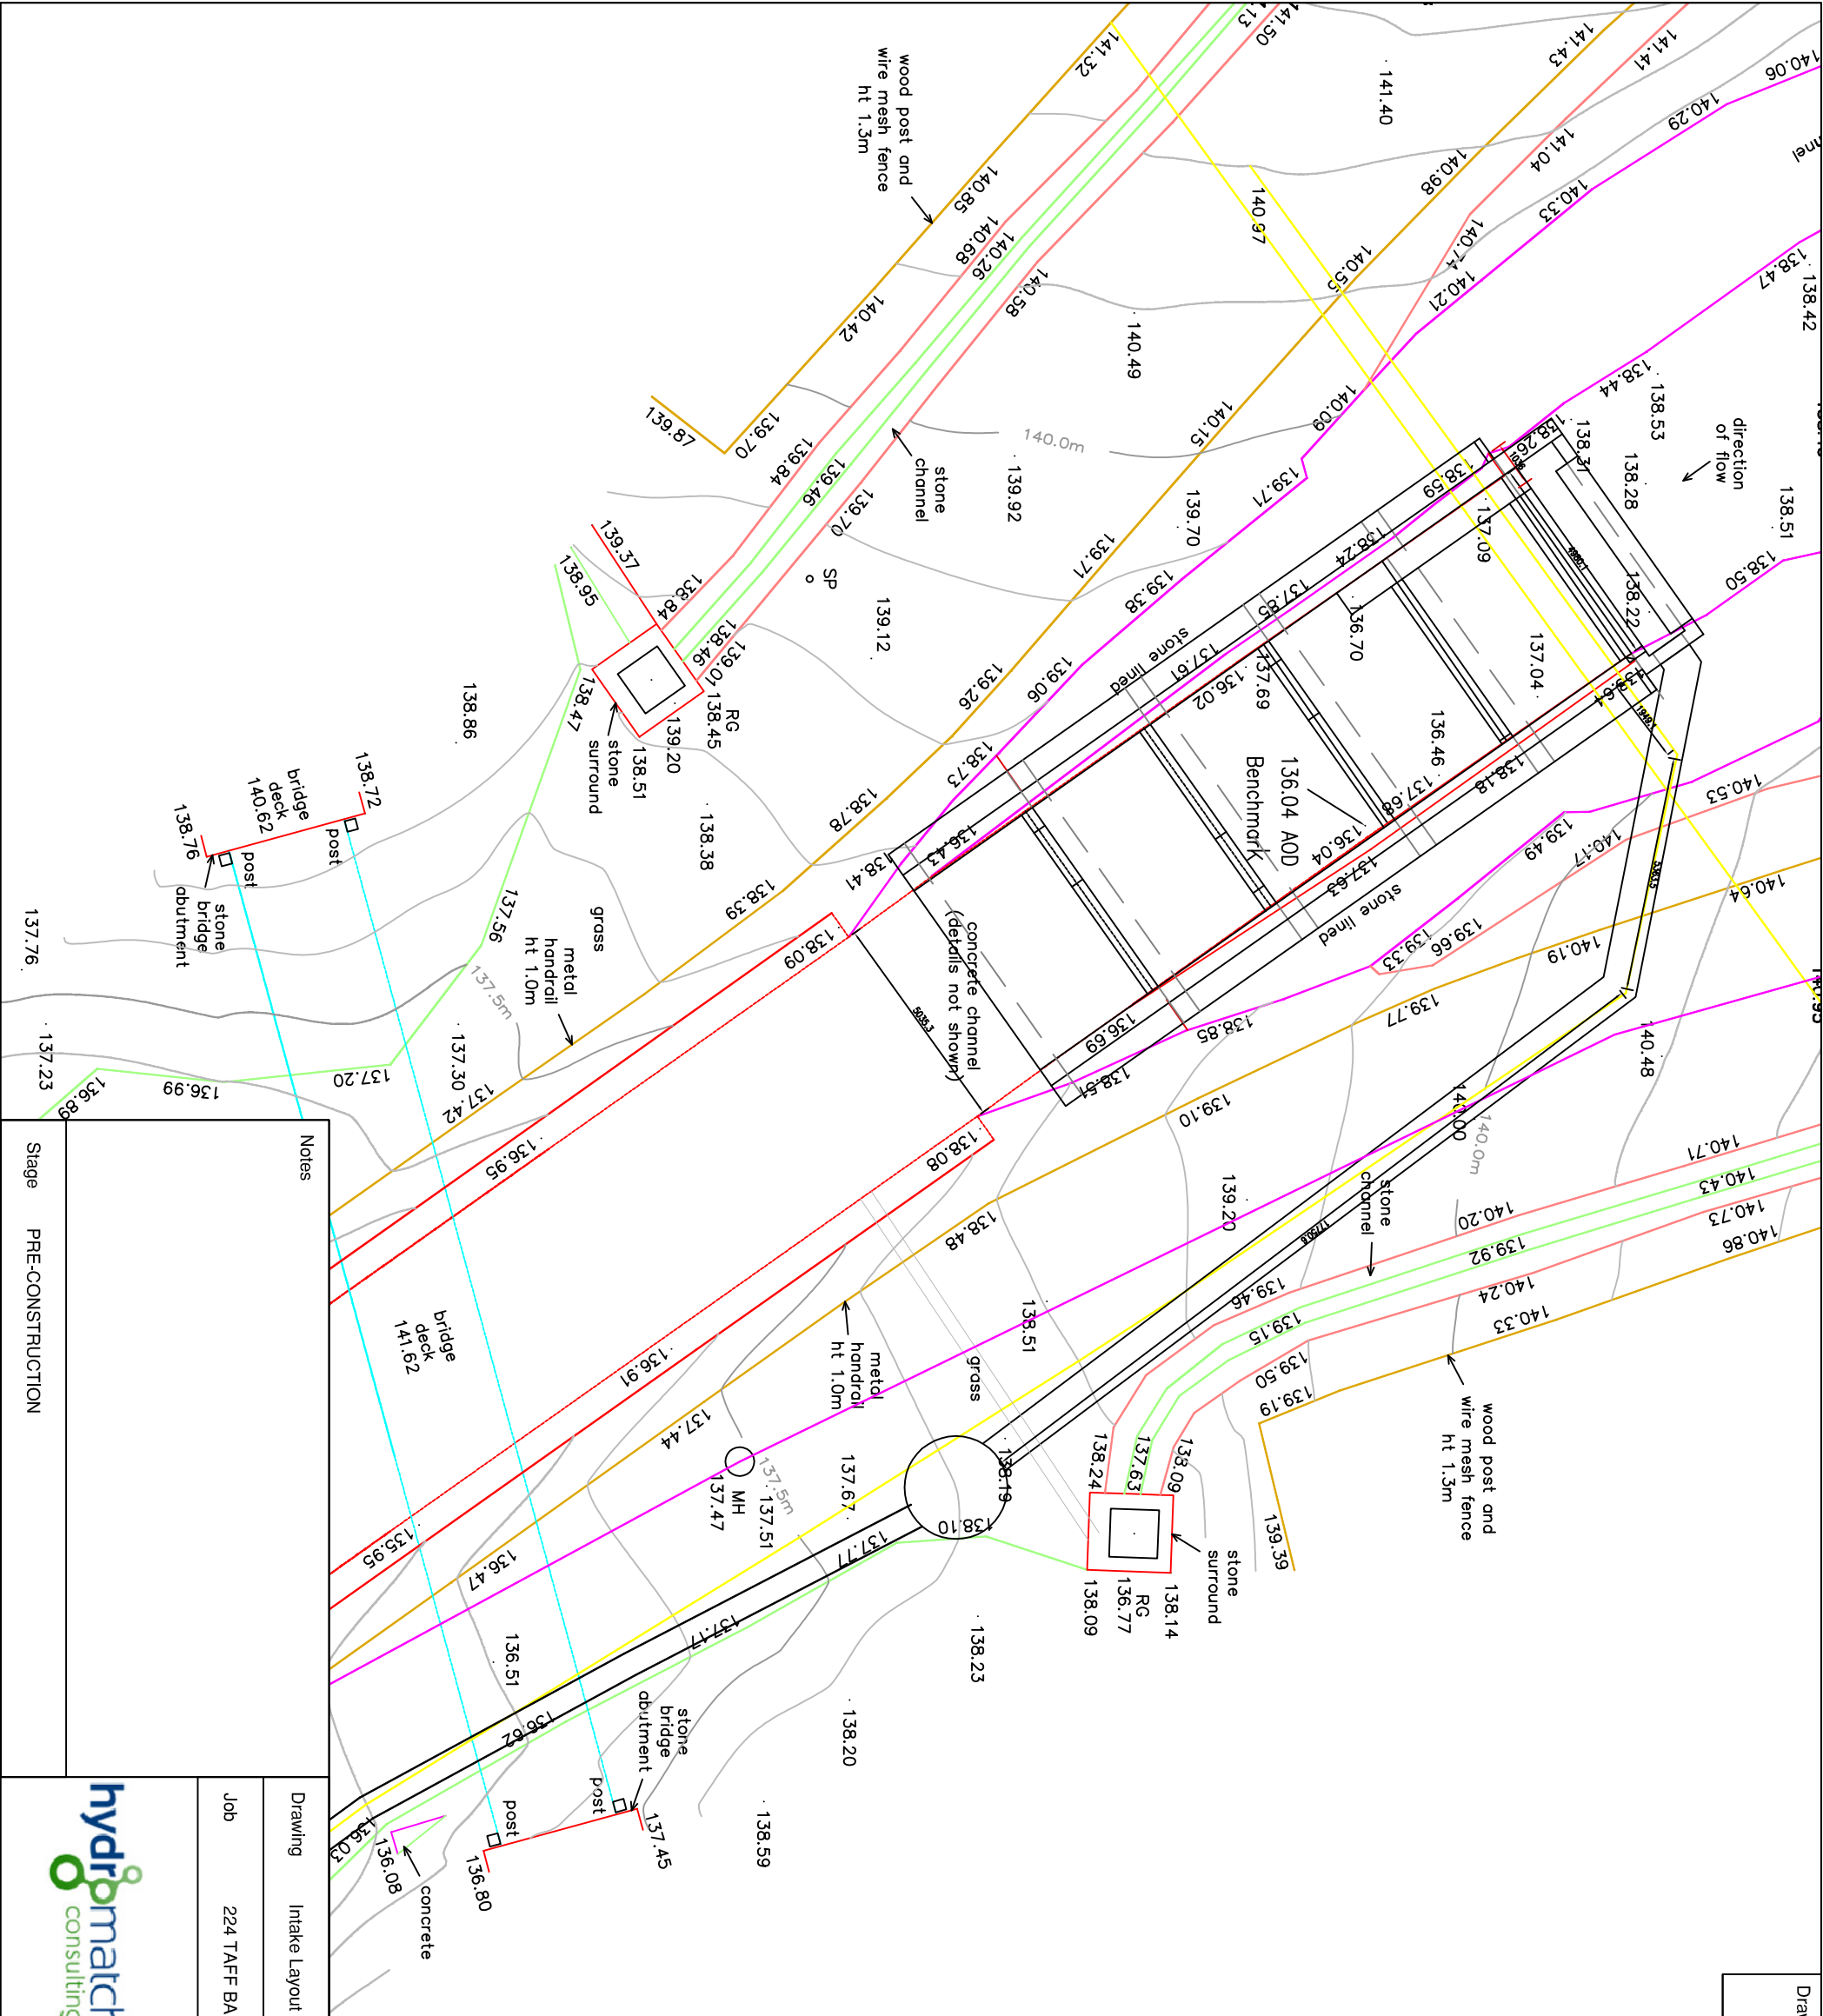 wood post and
wire mesh fence
ht 1.3m
direction
of flow
stone
channel
stone lined
stone lined
136.04 AOD
Benchmark
concrete channel
(details not shown)
SP
RG
138.45
stone
surround
bridge
deck
140.62
post
post
stone
bridge
abutment
grass
metal
handrail
ht 1.0m
137.5m
140.0m
140.0m
stone
channel
wood post and
wire mesh fence
ht 1.3m
grass
metal
handrail
ht 1.0m
MH
137.47
137.5m
RG
136.77
stone
surround
bridge
deck
141.62
stone
bridge
abutment
post
post
concrete
141.32
141.50
141.40
141.43
141.41
140.06
140.29
141.04
140.98
140.33
140.97
140.85
140.68
140.26
140.58
140.55
140.74
140.21
138.47
138.42
140.42
140.49
140.15
140.09
138.44
138.53
139.87
139.70
139.84
139.46
139.70
139.92
139.70
139.71
139.71
138.59
138.31
138.28
138.51
138.50
138.22
137.09
138.24
137.85
136.70
137.04
139.37
138.95
138.84
138.46
139.01
139.12
139.38
139.26
139.06
137.61
136.02
137.69
136.46
137.68
138.18
138.47
139.20
138.51
138.86
138.72
138.76
138.38
138.78
138.73
138.41
136.43
136.04
137.63
140.53
140.17
139.49
140.64
139.66
139.33
140.19
139.77
138.39
138.09
137.56
137.76
137.23
136.89
136.99
137.20
137.30
137.42
136.95
136.69
138.85
138.51
139.10
140.48
140.00
138.08
138.48
139.20
140.71
140.43
140.73
140.86
140.20
139.92
140.24
140.33
139.46
139.15
139.50
139.19
138.51
136.91
137.44
137.67
137.51
138.19
138.24
137.63
138.09
139.39
138.10
137.77
138.14
138.09
135.95
136.47
137.17
138.23
136.51
136.62
138.20
138.59
137.45
136.80
136.08
136.03
Notes
Stage PRE-CONSTRUCTION
Drawing Intake Layout
Job 224 TAFF BA
hydromatch
consulting